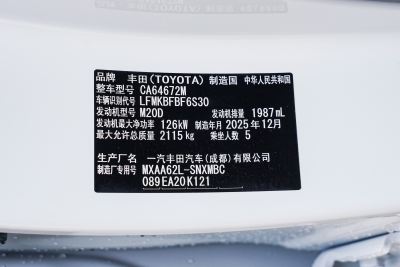 品牌 丰田(TOYOTA) 制造国 中华人民共和国
整车型号 CA64672M
车辆识别代号 LFMKBFBF6S30
发动机型号 M20D 发动机排量 1987mL
发动机最大净功率 126kW 制造年月 2025年12月
最大允许总质量 2115kg 乘坐人数 5
生产厂名 一汽丰田汽车(成都)有限公司
制造厂专用号 MXAA62L-SNXMBC
089EA20K121